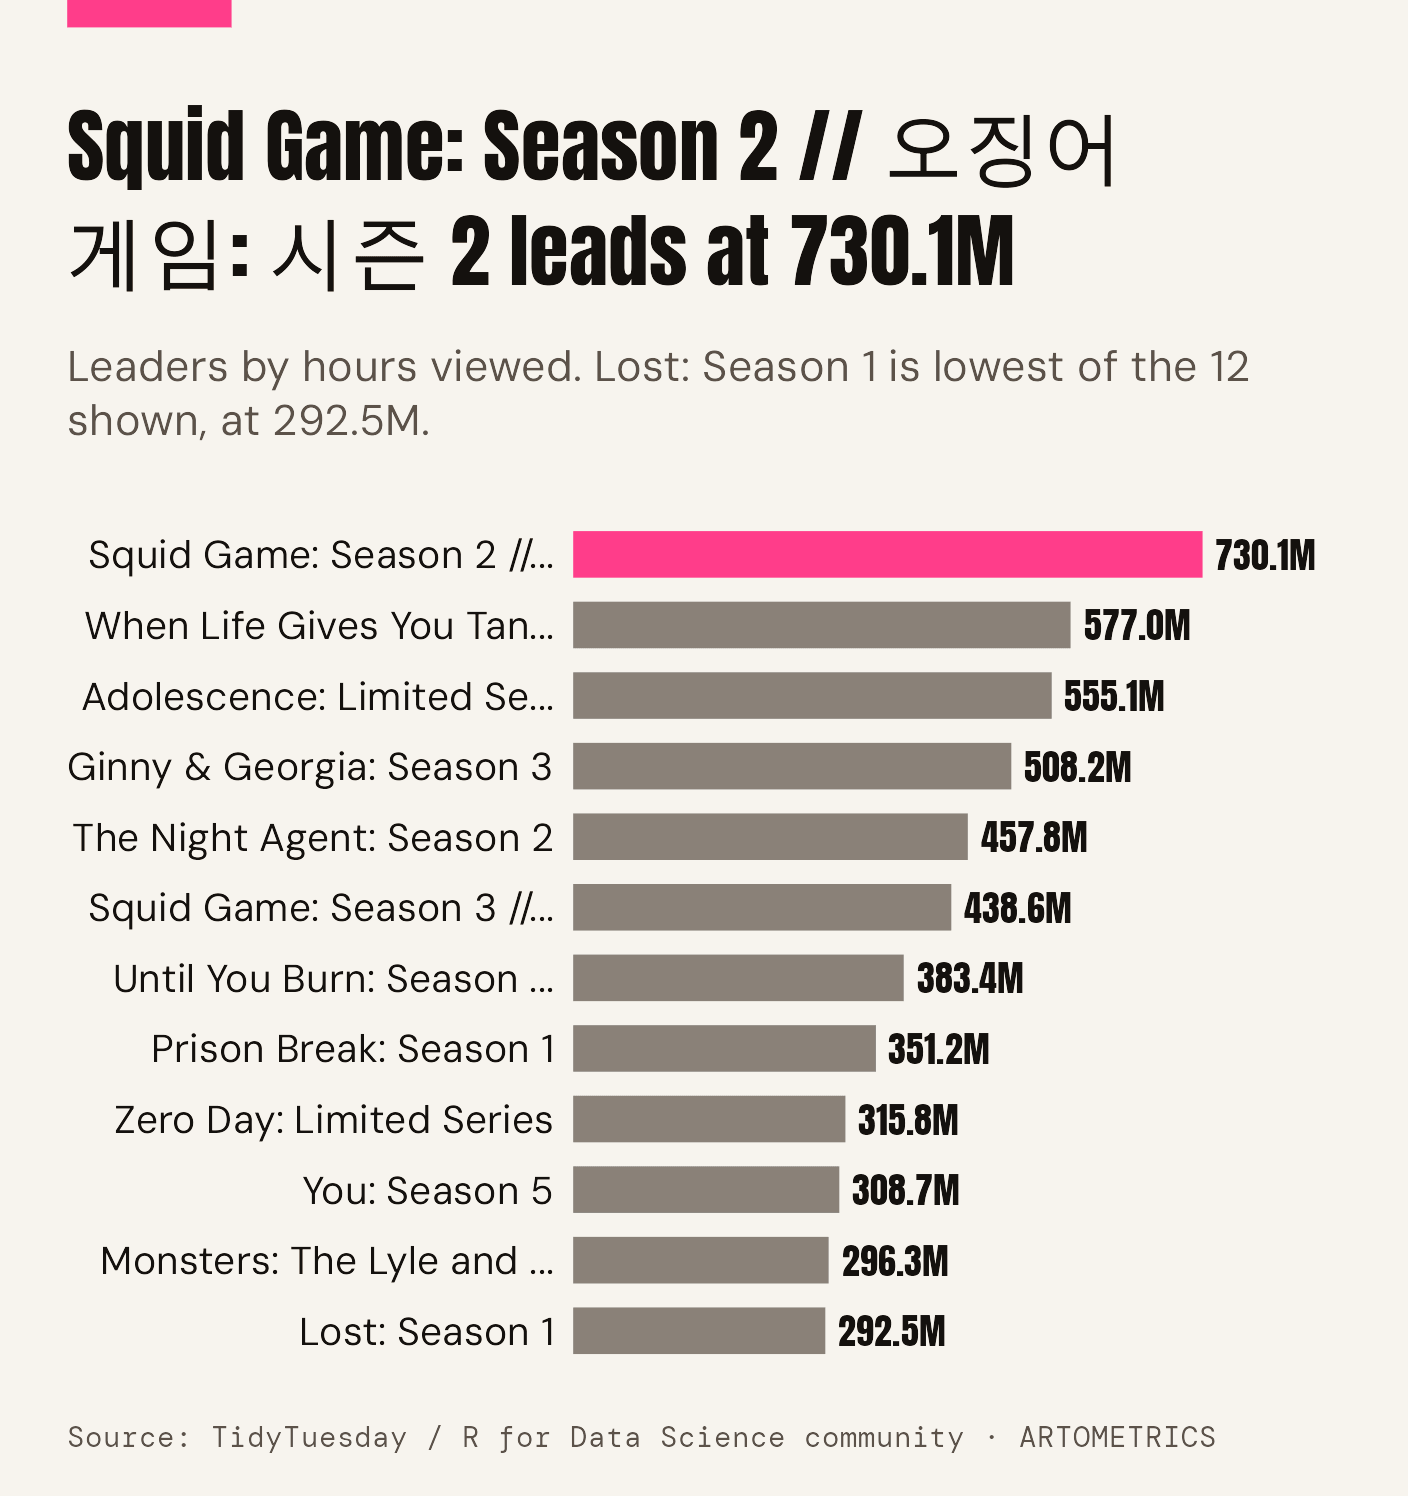 Squid Game: Season 2 // 오징어
게임: 시즌 2 leads at 730.1M
Leaders by hours viewed. Lost: Season 1 is lowest of the 12
shown, at 292.5M.
Squid Game: Season 2 //... 730.1M
When Life Gives You Tan... 577.0M
Adolescence: Limited Se... 555.1M
Ginny & Georgia: Season 3 508.2M
The Night Agent: Season 2 457.8M
Squid Game: Season 3 //... 438.6M
Until You Burn: Season ... 383.4M
Prison Break: Season 1 351.2M
Zero Day: Limited Series 315.8M
You: Season 5 308.7M
Monsters: The Lyle and ... 296.3M
Lost: Season 1 292.5M
Source: TidyTuesday / R for Data Science community · ARTOMETRICS